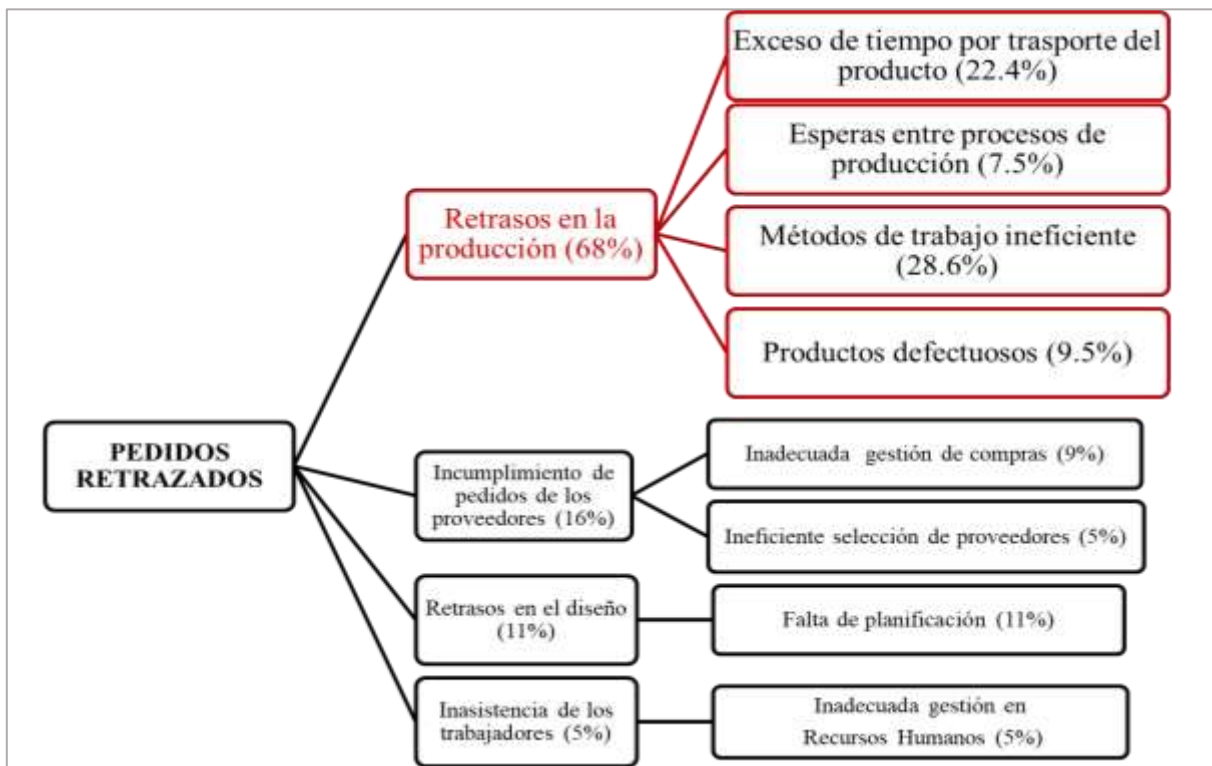 Exceso de tiempo por trasporte del
producto (22.4%)
Esperas entre procesos de
producción (7.5%)
Retrasos en la
producción (68%)
Métodos de trabajo ineficiente
(28.6%)
Productos defectuosos (9.5%)
PEDIDOS
RETRAZADOS
Incumplimiento de
pedidos de los
proveedores (16%)
Inadecuada gestión de compras (9%)
Ineficiente selección de proveedores (5%)
Retrasos en el diseño
(11%)
Falta de planificación (11%)
Inasistencia de los
trabajadores (5%)
Inadecuada gestión en
Recursos Humanos (5%)